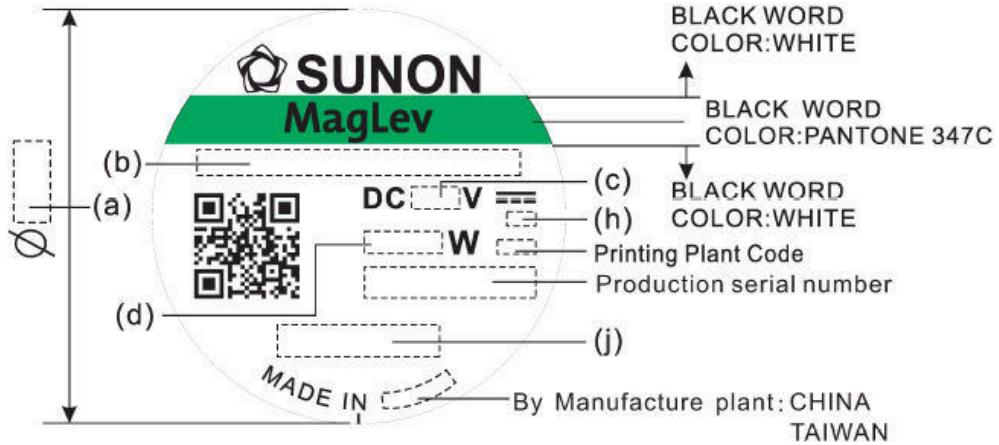 BLACK WORD
COLOR:WHITE
SUNON
MagLev
BLACK WORD
COLOR:PANTONE 347C
(b)
(a)
Ø
DC V
(c)
BLACK WORD
COLOR:WHITE
(h)
W
Printing Plant Code
Production serial number
(d)
(j)
MADE IN
By Manufacture plant: CHINA
TAIWAN